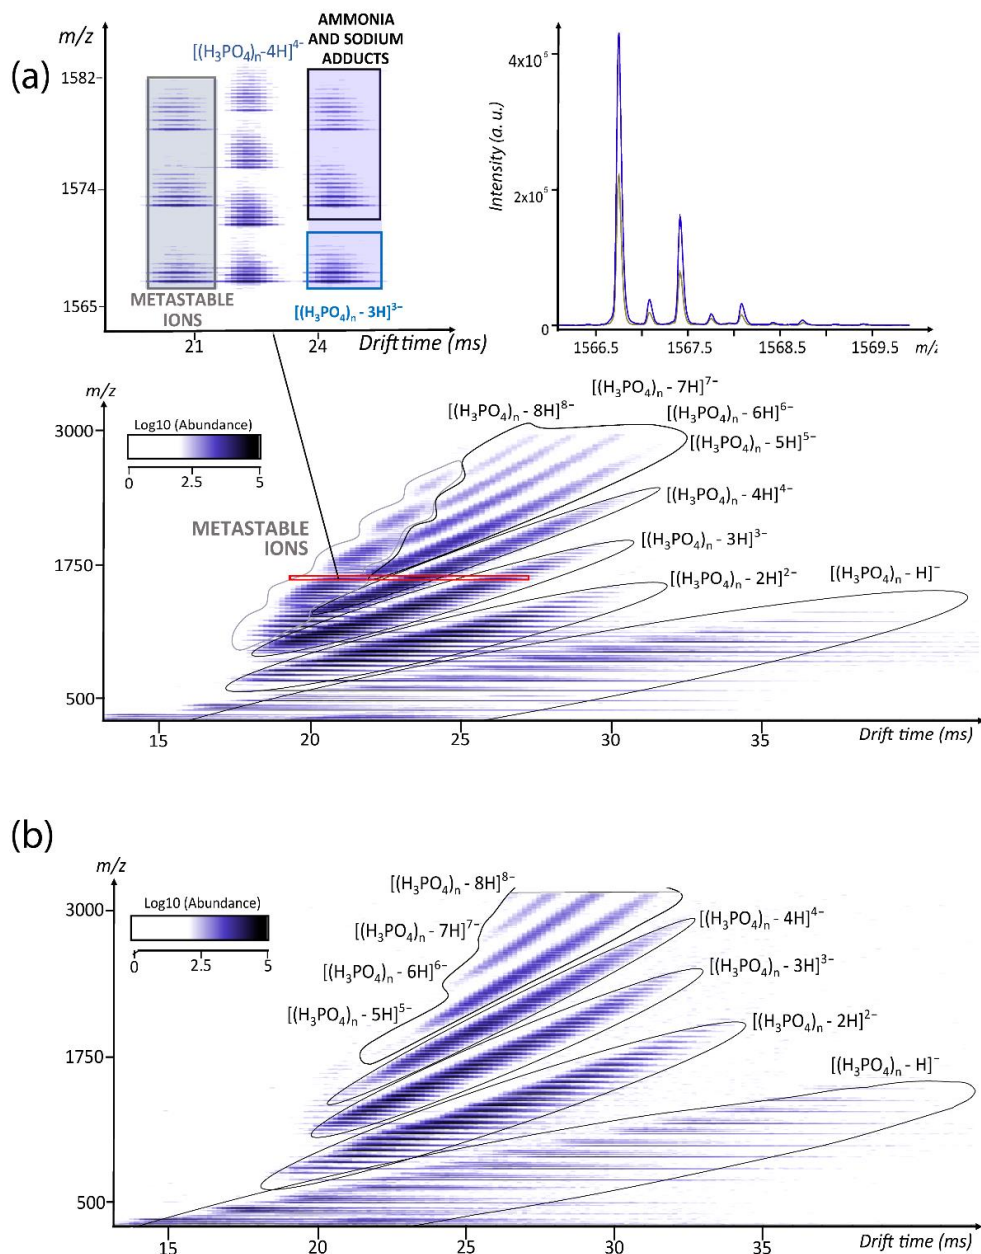 (a)
m/z
[(H₃PO₄)ₙ-4H]⁴⁻
AMMONIA
AND SODIUM
ADDUCTS
1582
1574
1565
METASTABLE
IONS
[(H₃PO₄)ₙ - 3H]³⁻
21
24
Drift time (ms)
Intensity (a. u.)
4x10⁵
2x10⁵
0
1566.5
1567.5
1568.5
1569.5
m/z
m/z
3000
1750
500
Log10 (Abundance)
0
2.5
5
METASTABLE
IONS
[(H₃PO₄)ₙ - 8H]⁸⁻
[(H₃PO₄)ₙ - 7H]⁷⁻
[(H₃PO₄)ₙ - 6H]⁶⁻
[(H₃PO₄)ₙ - 5H]⁵⁻
[(H₃PO₄)ₙ - 4H]⁴⁻
[(H₃PO₄)ₙ - 3H]³⁻
[(H₃PO₄)ₙ - 2H]²⁻
[(H₃PO₄)ₙ - H]⁻
15
20
25
30
35
Drift time (ms)
(b)
m/z
3000
1750
500
Log10 (Abundance)
0
2.5
5
[(H₃PO₄)ₙ - 8H]⁸⁻
[(H₃PO₄)ₙ - 7H]⁷⁻
[(H₃PO₄)ₙ - 6H]⁶⁻
[(H₃PO₄)ₙ - 5H]⁵⁻
[(H₃PO₄)ₙ - 4H]⁴⁻
[(H₃PO₄)ₙ - 3H]³⁻
[(H₃PO₄)ₙ - 2H]²⁻
[(H₃PO₄)ₙ - H]⁻
15
20
25
30
35
Drift time (ms)